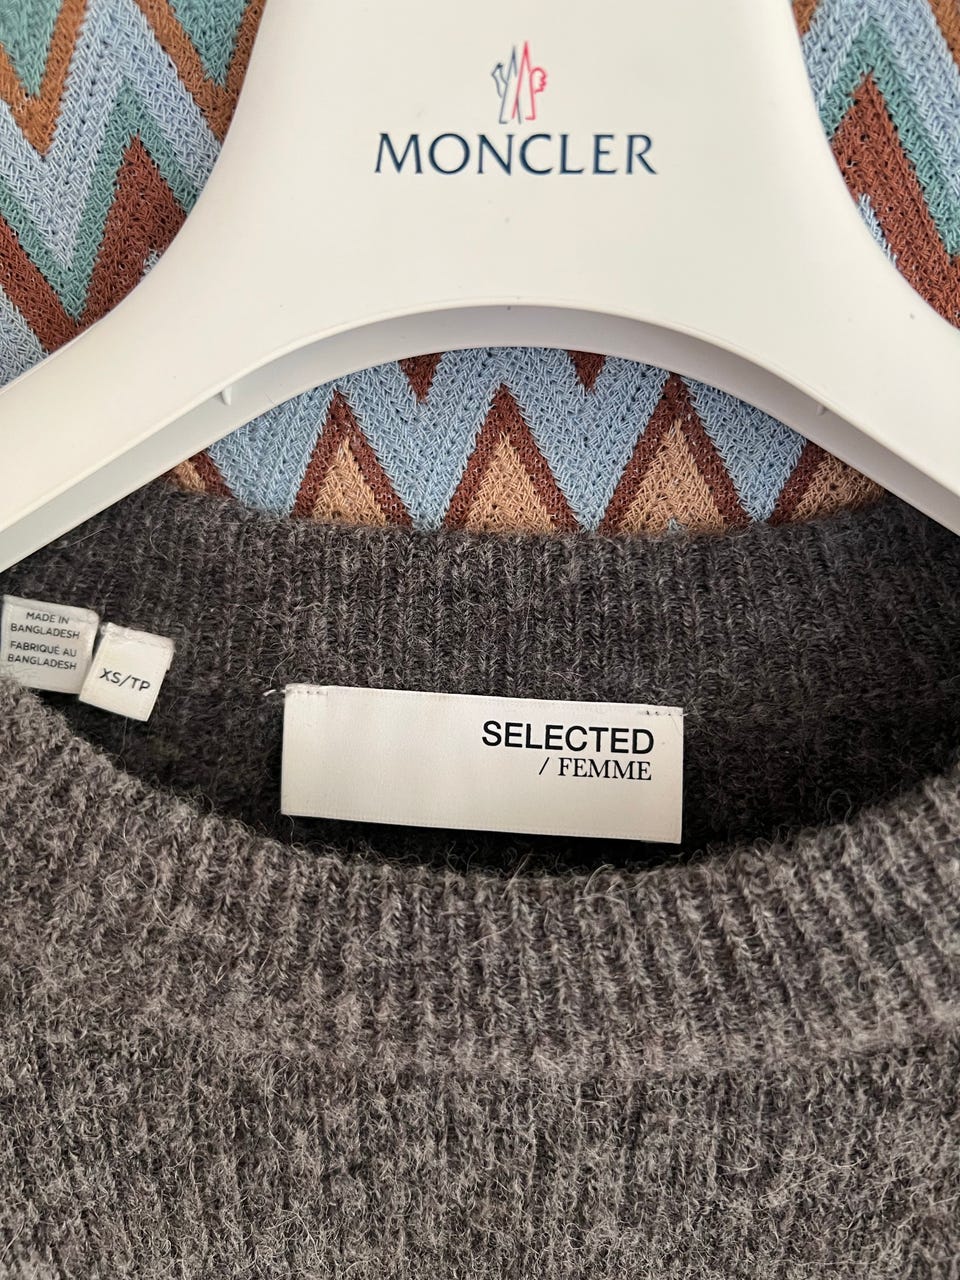 MONCLER
MADE IN
BANGLADESH
FABRIQUÉ AU
BANGLADESH
XS/TP
SELECTED
/ FEMME